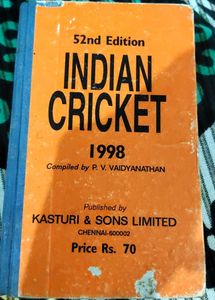 52nd Edition
INDIAN
CRICKET
1998
Compiled by P. V. VAIDYANATHAN
Published by
KASTURI & SONS LIMITED
CHENNAI-600002
Price Rs. 70